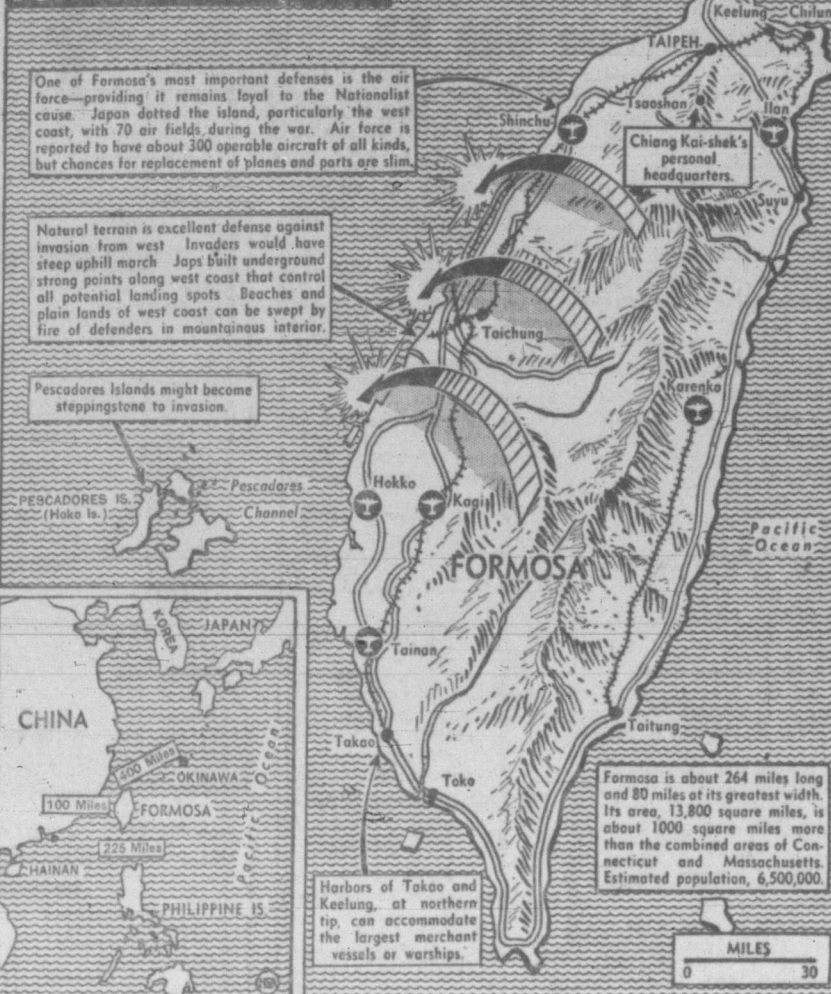 Keelung
Chilung
TAIPEH
One of Formosa's most important defenses is the air
force—providing it remains loyal to the Nationalist
cause. Japan dotted the island, particularly the west
coast, with 70 air fields during the war. Air force is
reported to have about 300 operable aircraft of all kinds,
but chances for replacement of planes and parts are slim.
Shinchu
Tsaoshan
Ilan
Chiang Kai-shek's
personal
headquarters.
Suyu
Natural terrain is excellent defense against
invasion from west Invaders would have
steep uphill march Japs built underground
strong points along west coast that control
all potential landing spots Beaches and
plain lands of west coast can be swept by
fire of defenders in mountainous interior.
Taichung
Pescadores Islands might become
steppingstone to invasion.
Karenko
PESCADORES IS.
(Hoko Is.)
Pescadores
Channel
Hokko
Kagi
Pacific
Ocean
FORMOSA
Tainan
Takao
Toko
Taitung
KOREA
JAPAN
CHINA
400 Miles
OKINAWA
100 Miles
FORMOSA
225 Miles
HAINAN
PHILIPPINE IS.
Pacific Ocean
Harbors of Takao and
Keelung, at northern
tip, can accommodate
the largest merchant
vessels or warships.
Formosa is about 264 miles long
and 80 miles at its greatest width.
Its area, 13,800 square miles, is
about 1000 square miles more
than the combined areas of Con-
necticut and Massachusetts.
Estimated population, 6,500,000.
MILES
0 30